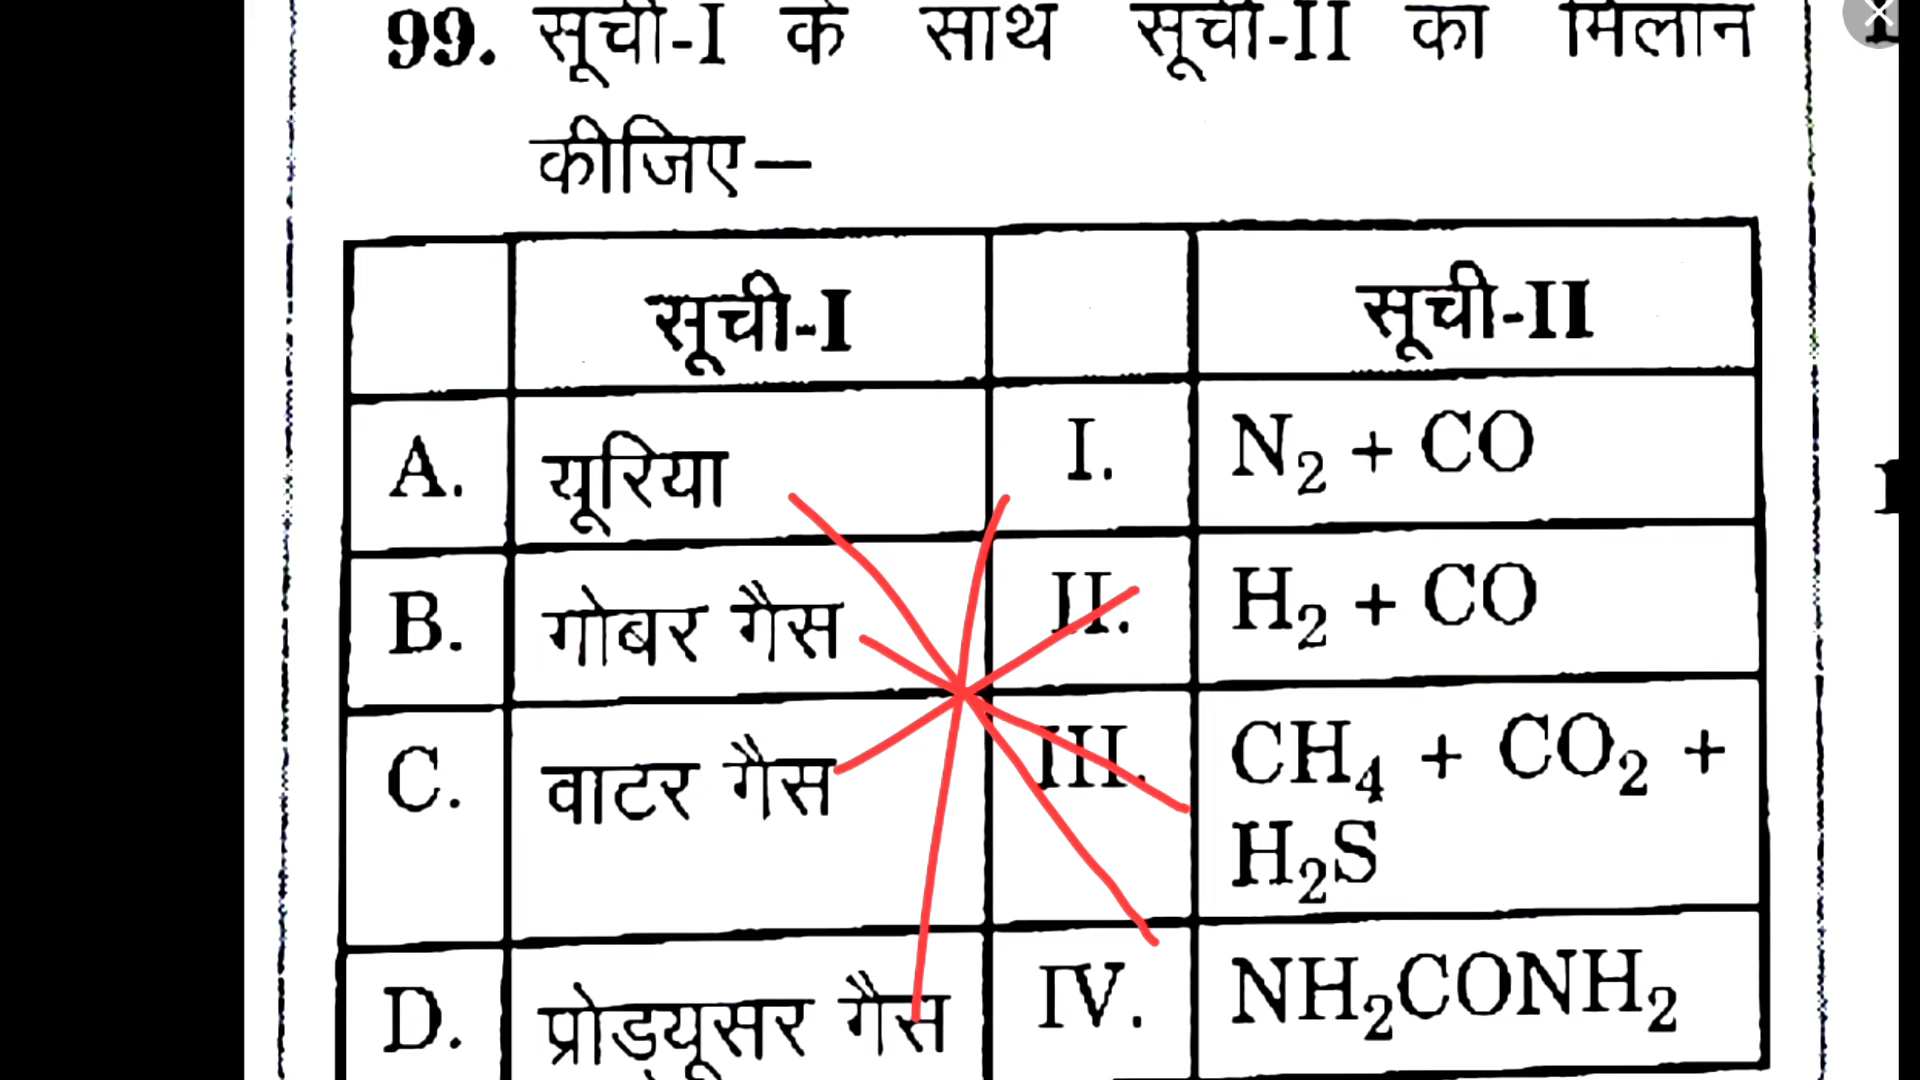 99. सूची-I के साथ सूची-II का मिलान
कीजिए—
सूची-I सूची-II
A. यूरिया I. N₂ + CO
B. गोबर गैस II. H₂ + CO
C. वाटर गैस III. CH₄ + CO₂ +
H₂S
D. प्रोड्यूसर गैस IV. NH₂CONH₂